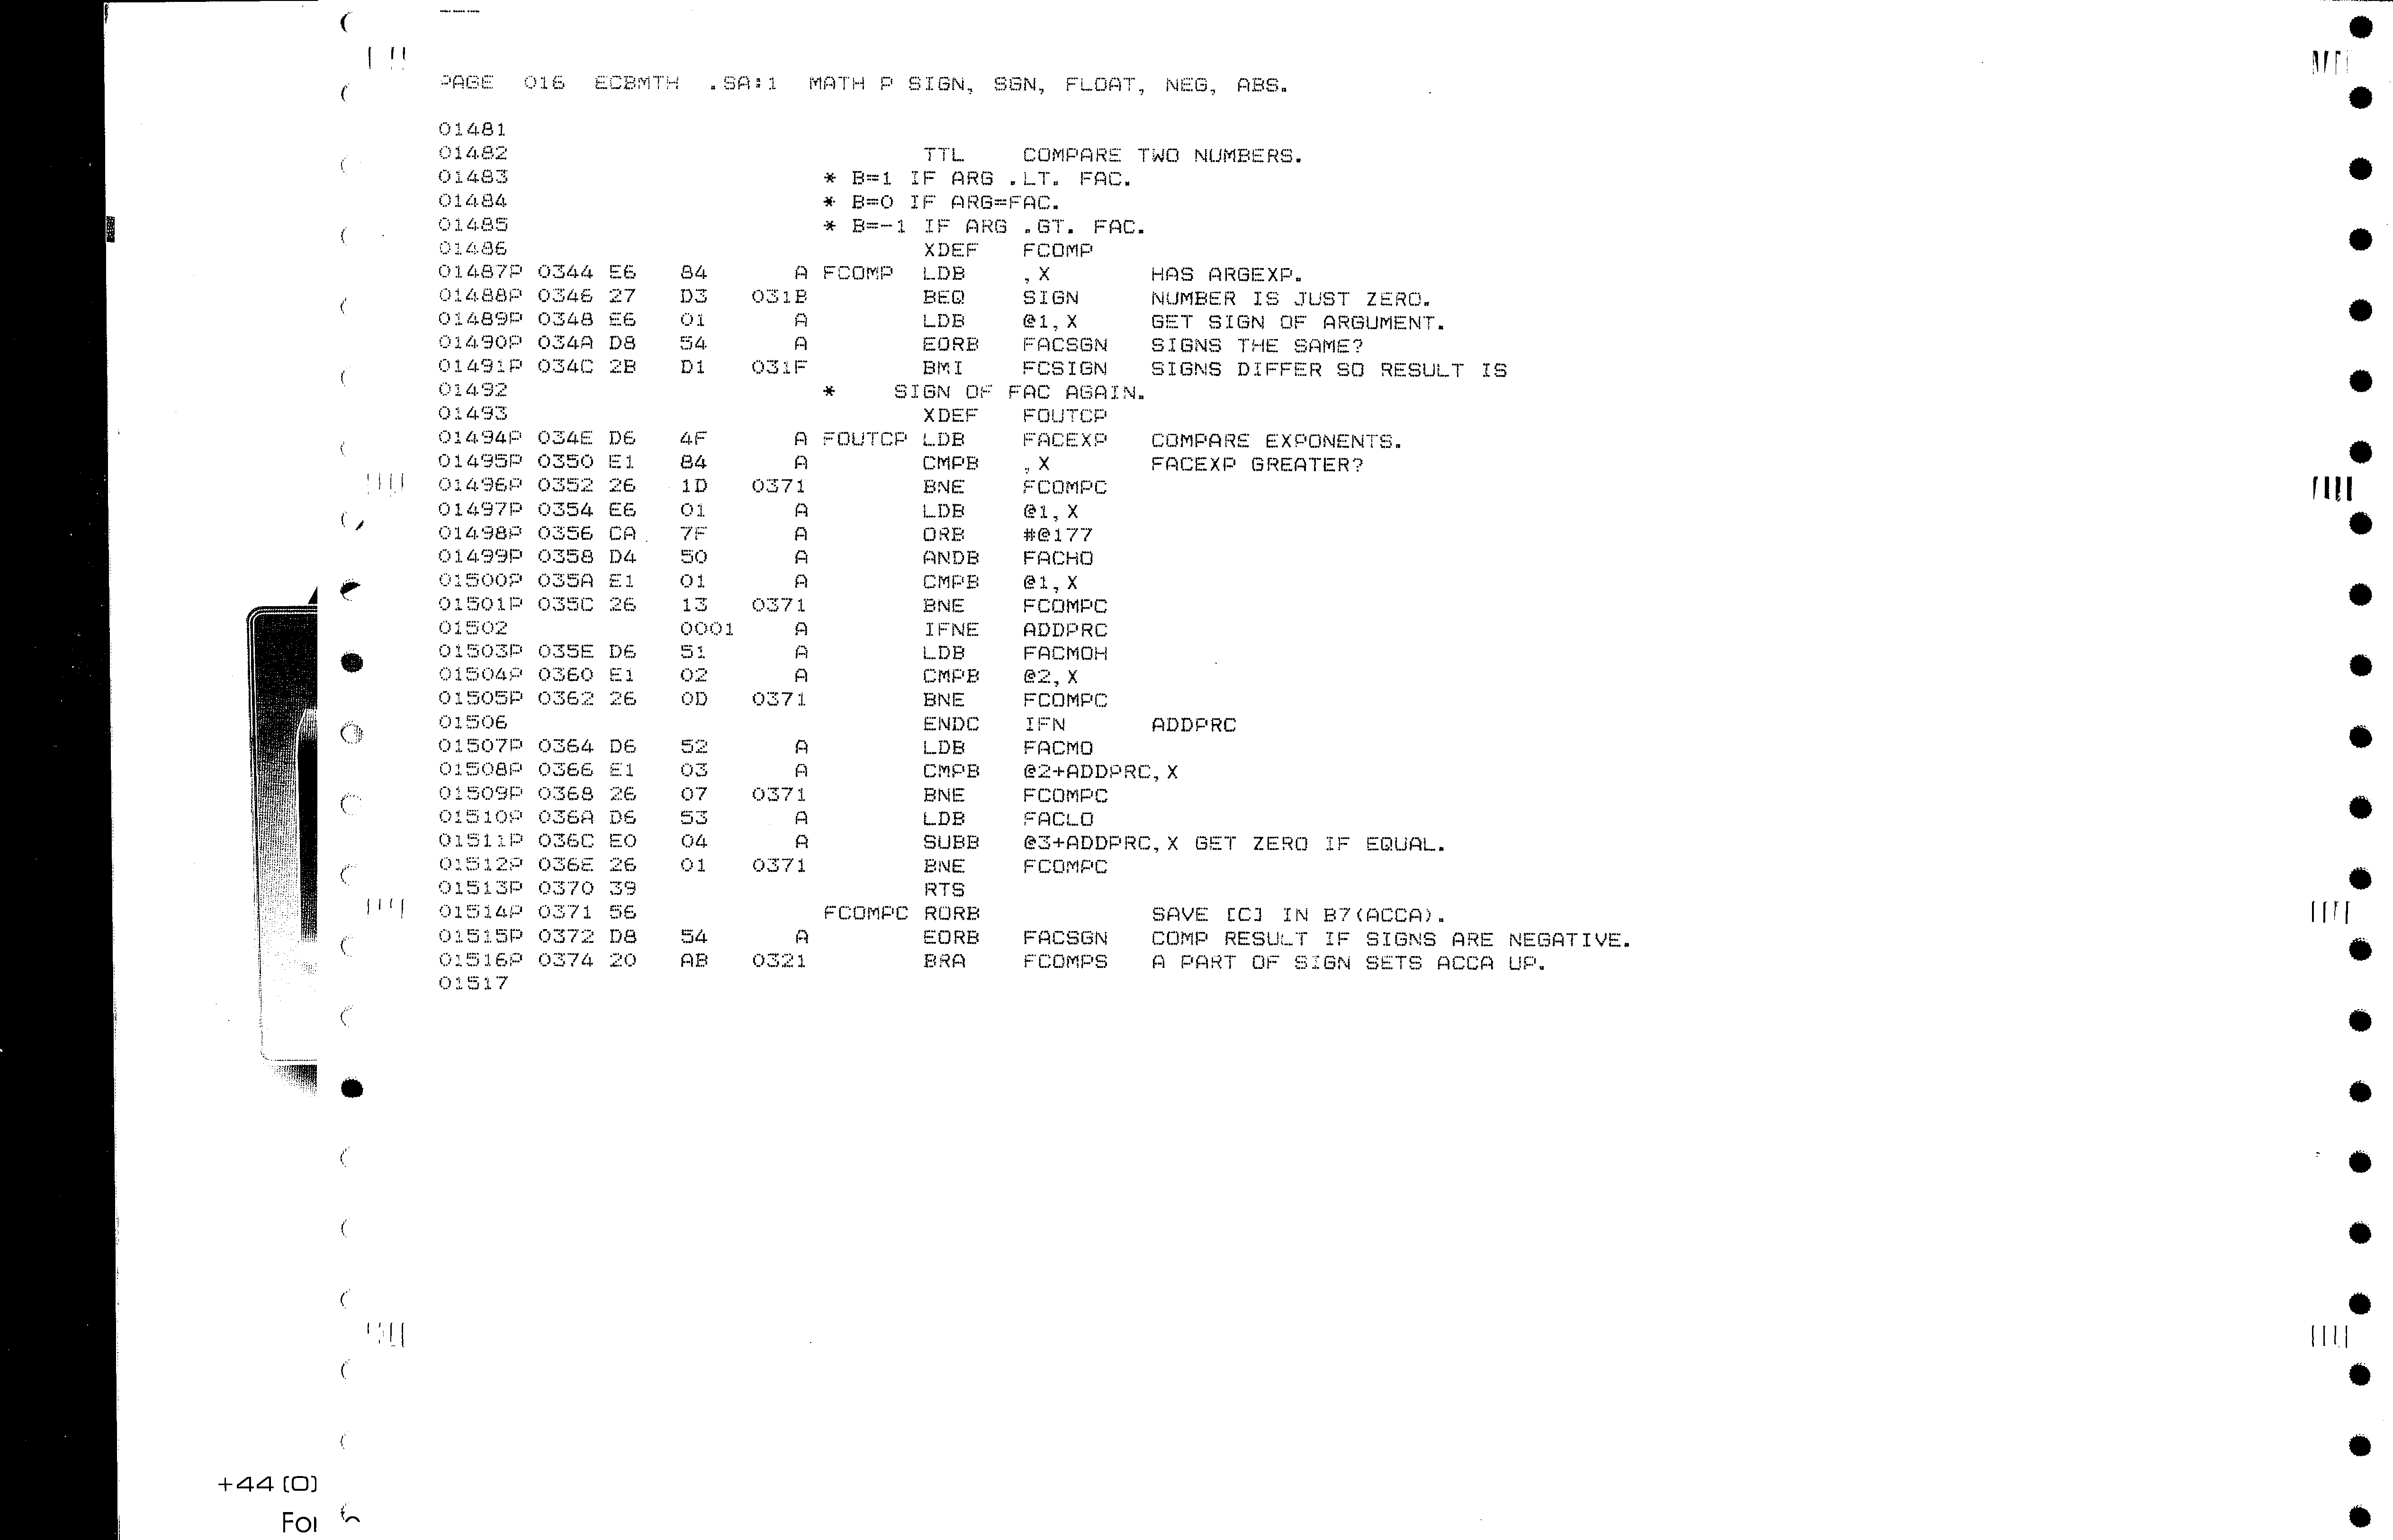 PAGE 016 ECBMTH .SA:1 MATH P SIGN, SGN, FLOAT, NEG, ABS.
01481
01482 TTL COMPARE TWO NUMBERS.
01483 * B=1 IF ARG .LT. FAC.
01484 * B=0 IF ARG=FAC.
01485 * B=-1 IF ARG .GT. FAC.
01486 XDEF FCOMP
01487P 0344 E6 84 A FCOMP LDB ,X HAS ARGEXP.
01488P 0346 27 D3 031B BEQ SIGN NUMBER IS JUST ZERO.
01489P 0348 E6 01 A LDB @1,X GET SIGN OF ARGUMENT.
01490P 034A D8 54 A EORB FACSGN SIGNS THE SAME?
01491P 034C 2B D1 031F BMI FCSIGN SIGNS DIFFER SO RESULT IS
01492 * SIGN OF FAC AGAIN.
01493 XDEF FOUTCP
01494P 034E D6 4F A FOUTCP LDB FACEXP COMPARE EXPONENTS.
01495P 0350 E1 84 A CMPB ,X FACEXP GREATER?
01496P 0352 26 1D 0371 BNE FCOMPC
01497P 0354 E6 01 A LDB @1,X
01498P 0356 CA 7F A ORB #@177
01499P 0358 D4 50 A ANDB FACHO
01500P 035A E1 01 A CMPB @1,X
01501P 035C 26 13 0371 BNE FCOMPC
01502 0001 A IFNE ADDPRC
01503P 035E D6 51 A LDB FACMOH
01504P 0360 E1 02 A CMPB @2,X
01505P 0362 26 0D 0371 BNE FCOMPC
01506 ENDC IFN ADDPRC
01507P 0364 D6 52 A LDB FACMO
01508P 0366 E1 03 A CMPB @2+ADDPRC,X
01509P 0368 26 07 0371 BNE FCOMPC
01510P 036A D6 53 A LDB FACLO
01511P 036C E0 04 A SUBB @3+ADDPRC,X GET ZERO IF EQUAL.
01512P 036E 26 01 0371 BNE FCOMPC
01513P 0370 39 RTS
01514P 0371 56 FCOMPC RORB SAVE [C] IN B7(ACCA).
01515P 0372 D8 54 A EORB FACSGN COMP RESULT IF SIGNS ARE NEGATIVE.
01516P 0374 20 AB 0321 BRA FCOMPS A PART OF SIGN SETS ACCA UP.
01517
+44 (0)